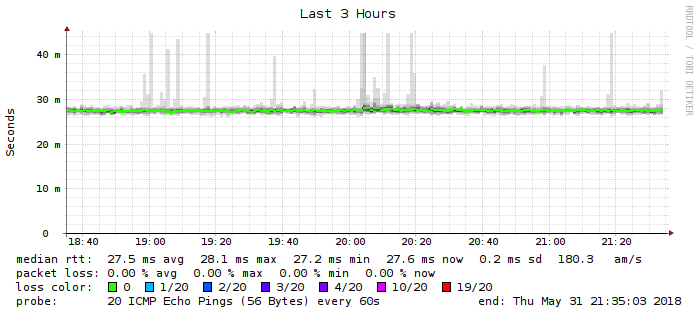 Last 3 Hours
RRDTOOL / TOBI OETIKER
Seconds
40 m
30 m
20 m
10 m
0
18:40 19:00 19:20 19:40 20:00 20:20 20:40 21:00 21:20
median rtt: 27.5 ms avg 28.1 ms max 27.2 ms min 27.6 ms now 0.2 ms sd 180.3 am/s
packet loss: 0.00 % avg 0.00 % max 0.00 % min 0.00 % now
loss color: 0 1/20 2/20 3/20 4/20 10/20 19/20
probe: 20 ICMP Echo Pings (56 Bytes) every 60s end: Thu May 31 21:35:03 2018